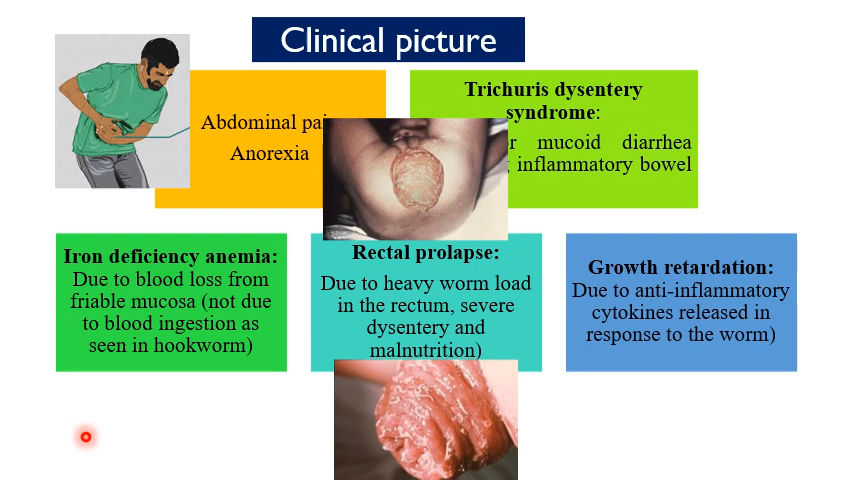 Clinical picture
Abdominal
Anorexia
Trichuris dysentery
syndrome:
mucoid diarrhea
inflammatory bowel
Iron deficiency anemia:
Due to blood loss from
friable mucosa (not due
to blood ingestion as
seen in hookworm)
Rectal prolapse:
Due to heavy worm load
in the rectum, severe
dysentery and
malnutrition)
Growth retardation:
Due to anti-inflammatory
cytokines released in
response to the worm)